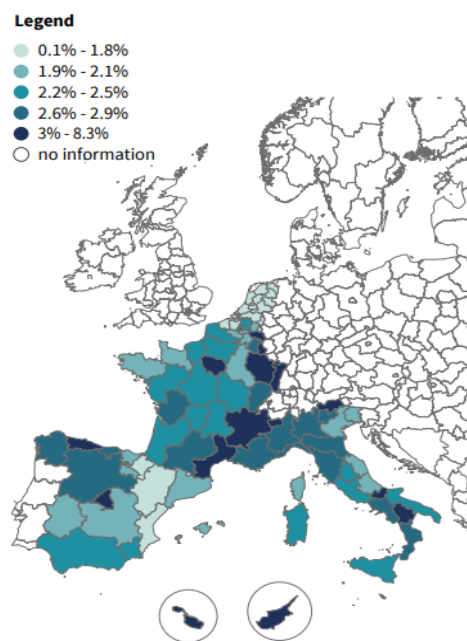 Legend
0.1% - 1.8%
1.9% - 2.1%
2.2% - 2.5%
2.6% - 2.9%
3% - 8.3%
no information
n